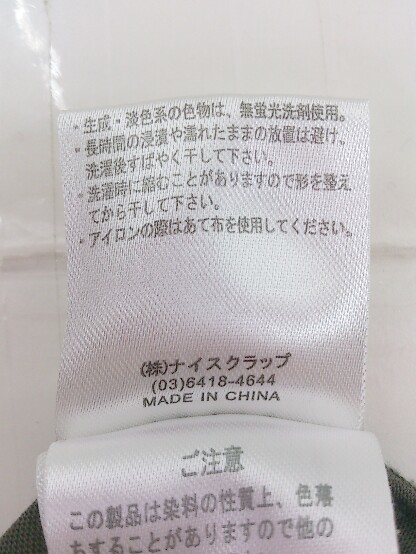 ・生成・淡色系の色物は、無蛍光洗剤使用。
・長時間の浸漬や濡れたままの放置は避け、
洗濯後すばやく干して下さい。
・洗濯時に縮むことがありますので形を整え
てから干して下さい。
・アイロンの際はあて布を使用してください。
(株)ナイスクラップ
(03)6418-4644
MADE IN CHINA
ご注意
この製品は染料の性質上、色落
ちすることがありますので他の